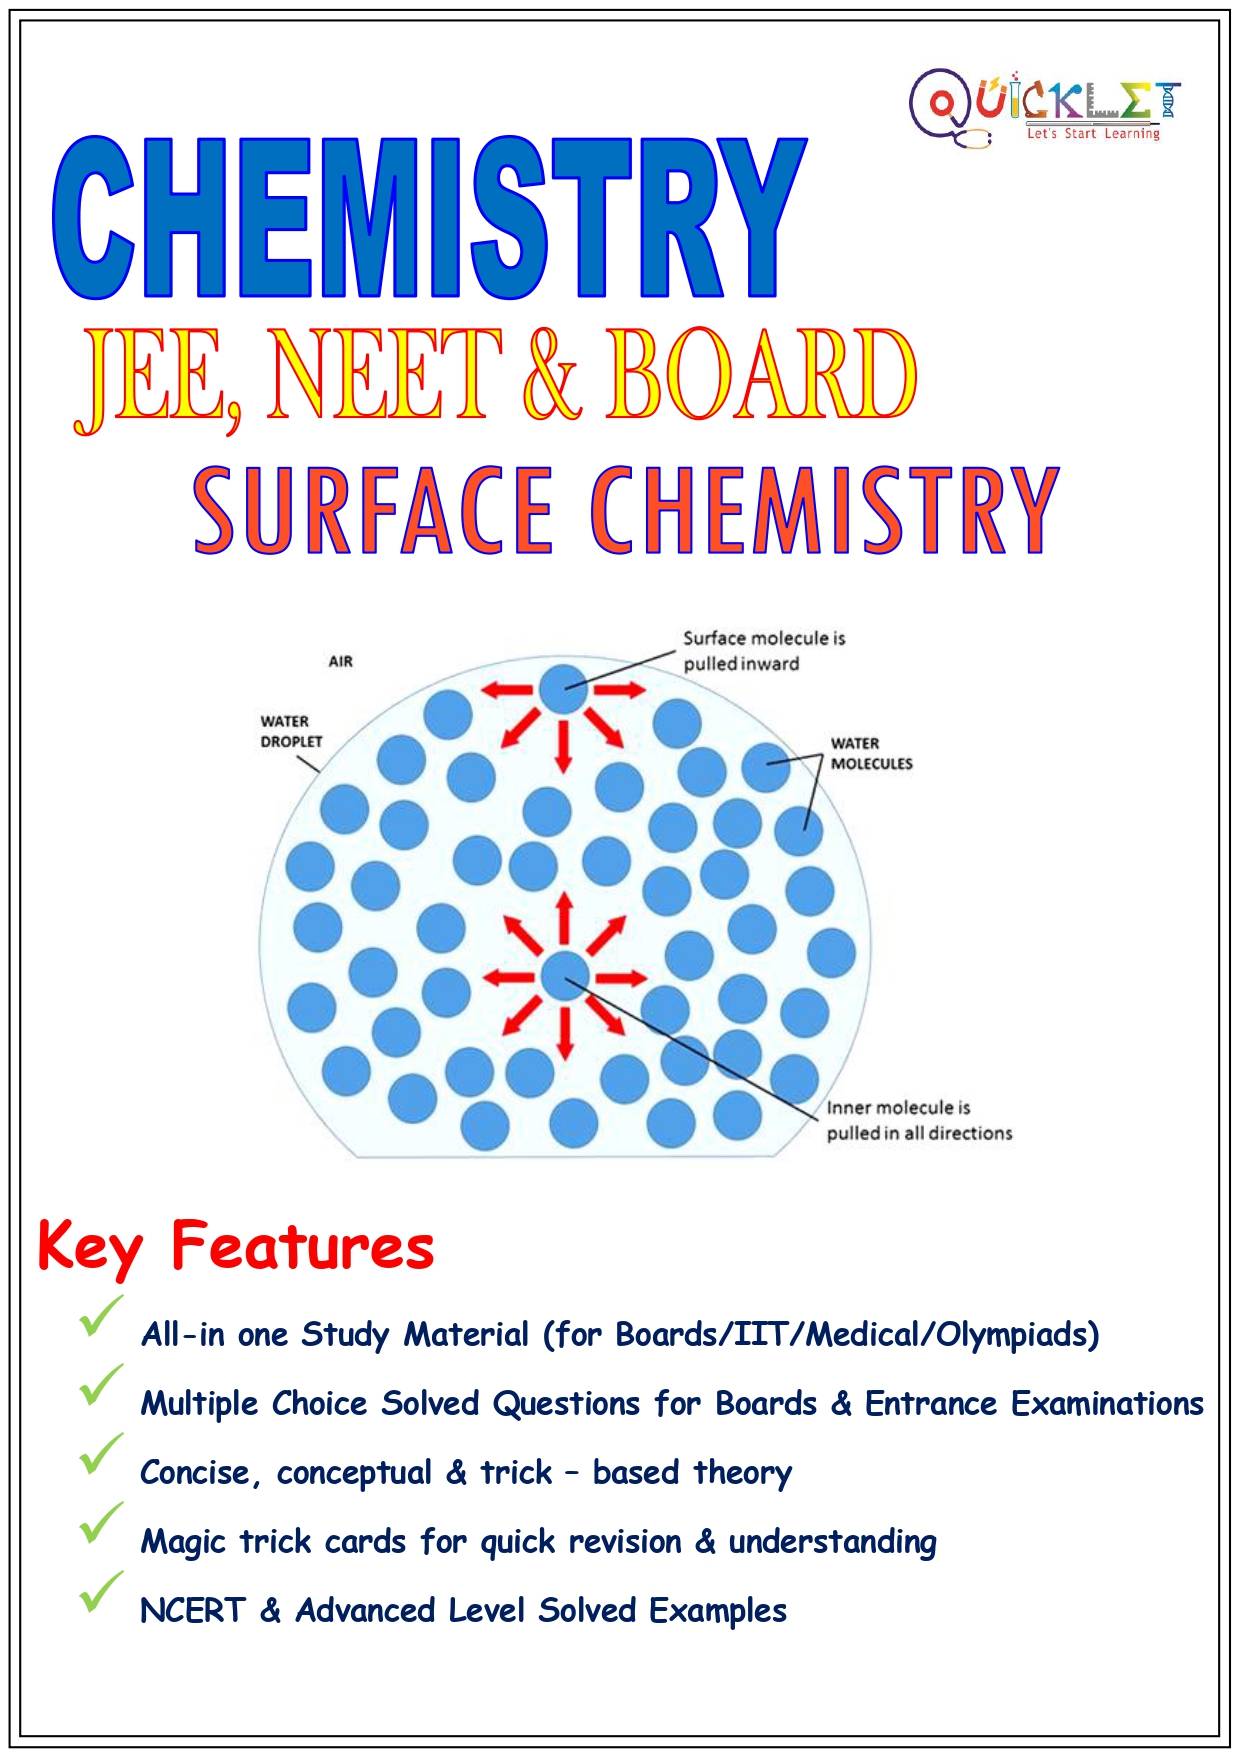 QUICKLET
Let's Start Learning
CHEMISTRY
JEE, NEET & BOARD
SURFACE CHEMISTRY
Surface molecule is
pulled inward
AIR
WATER
DROPLET
WATER
MOLECULES
Inner molecule is
pulled in all directions
Key Features
✓ All-in one Study Material (for Boards/IIT/Medical/Olympiads)
✓ Multiple Choice Solved Questions for Boards & Entrance Examinations
✓ Concise, conceptual & trick – based theory
✓ Magic trick cards for quick revision & understanding
✓ NCERT & Advanced Level Solved Examples